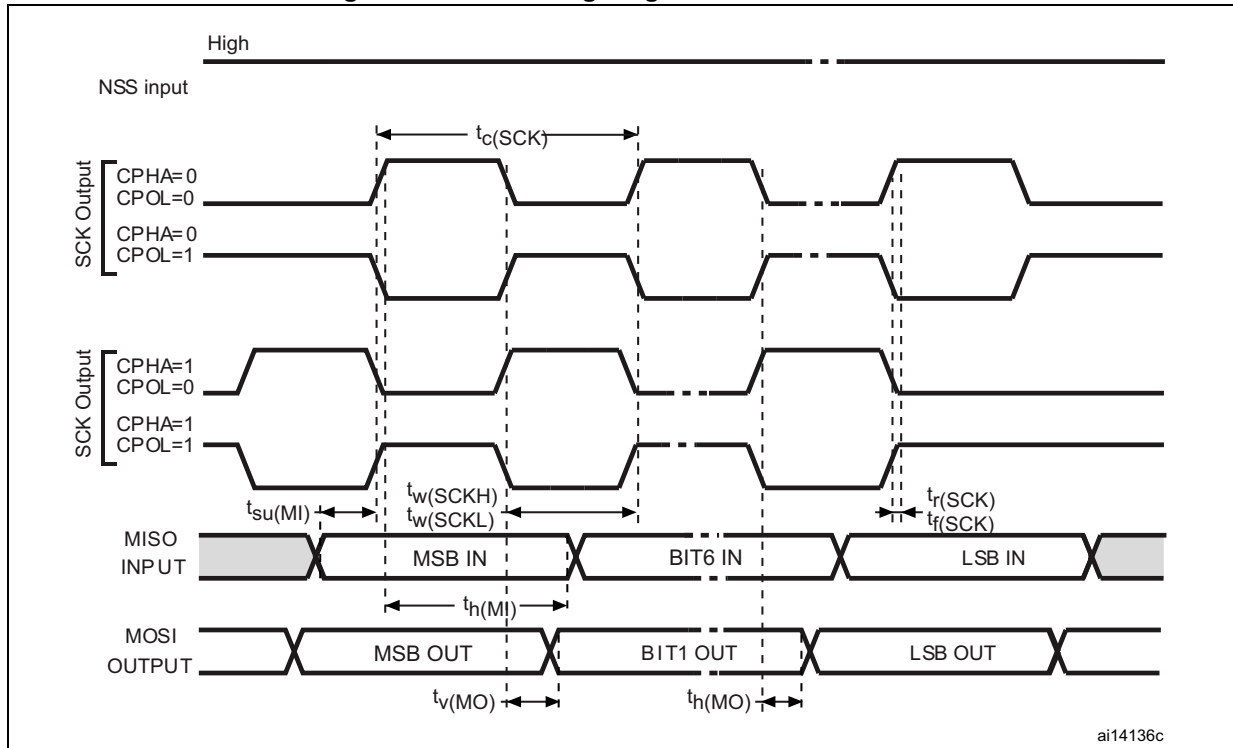 High
NSS input
tc(SCK)
SCK Output
CPHA=0
CPOL=0
CPHA=0
CPOL=1
SCK Output
CPHA=1
CPOL=0
CPHA=1
CPOL=1
tsu(MI)
tw(SCKH)
tw(SCKL)
tr(SCK)
tf(SCK)
MISO
INPUT
MSB IN
BIT6 IN
LSB IN
th(MI)
MOSI
OUTPUT
MSB OUT
BIT1 OUT
LSB OUT
tv(MO)
th(MO)
ai14136c